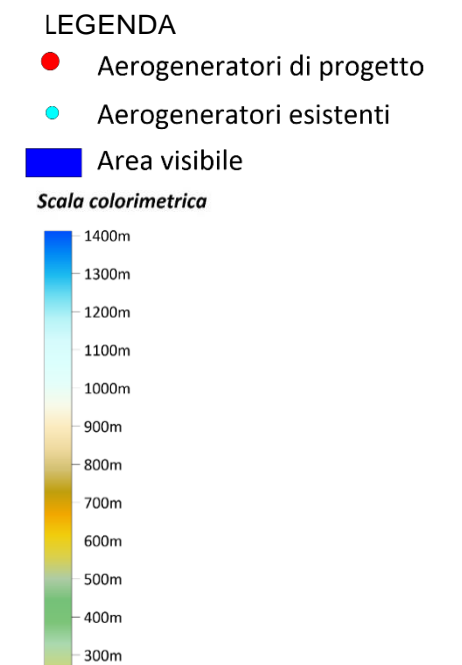 LEGENDA
Aerogeneratori di progetto
Aerogeneratori esistenti
Area visibile
Scala colorimetrica
1400m
1300m
1200m
1100m
1000m
900m
800m
700m
600m
500m
400m
300m